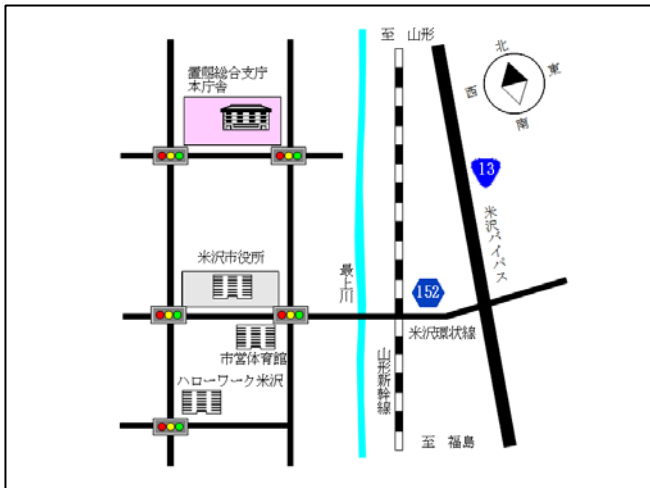 至 山形
置賜総合支庁
本庁舎
北
東
西
南
13
米沢バイパス
米沢市役所
最上川
152
米沢環状線
市営体育館
山形新幹線
ハローワーク米沢
至 福島